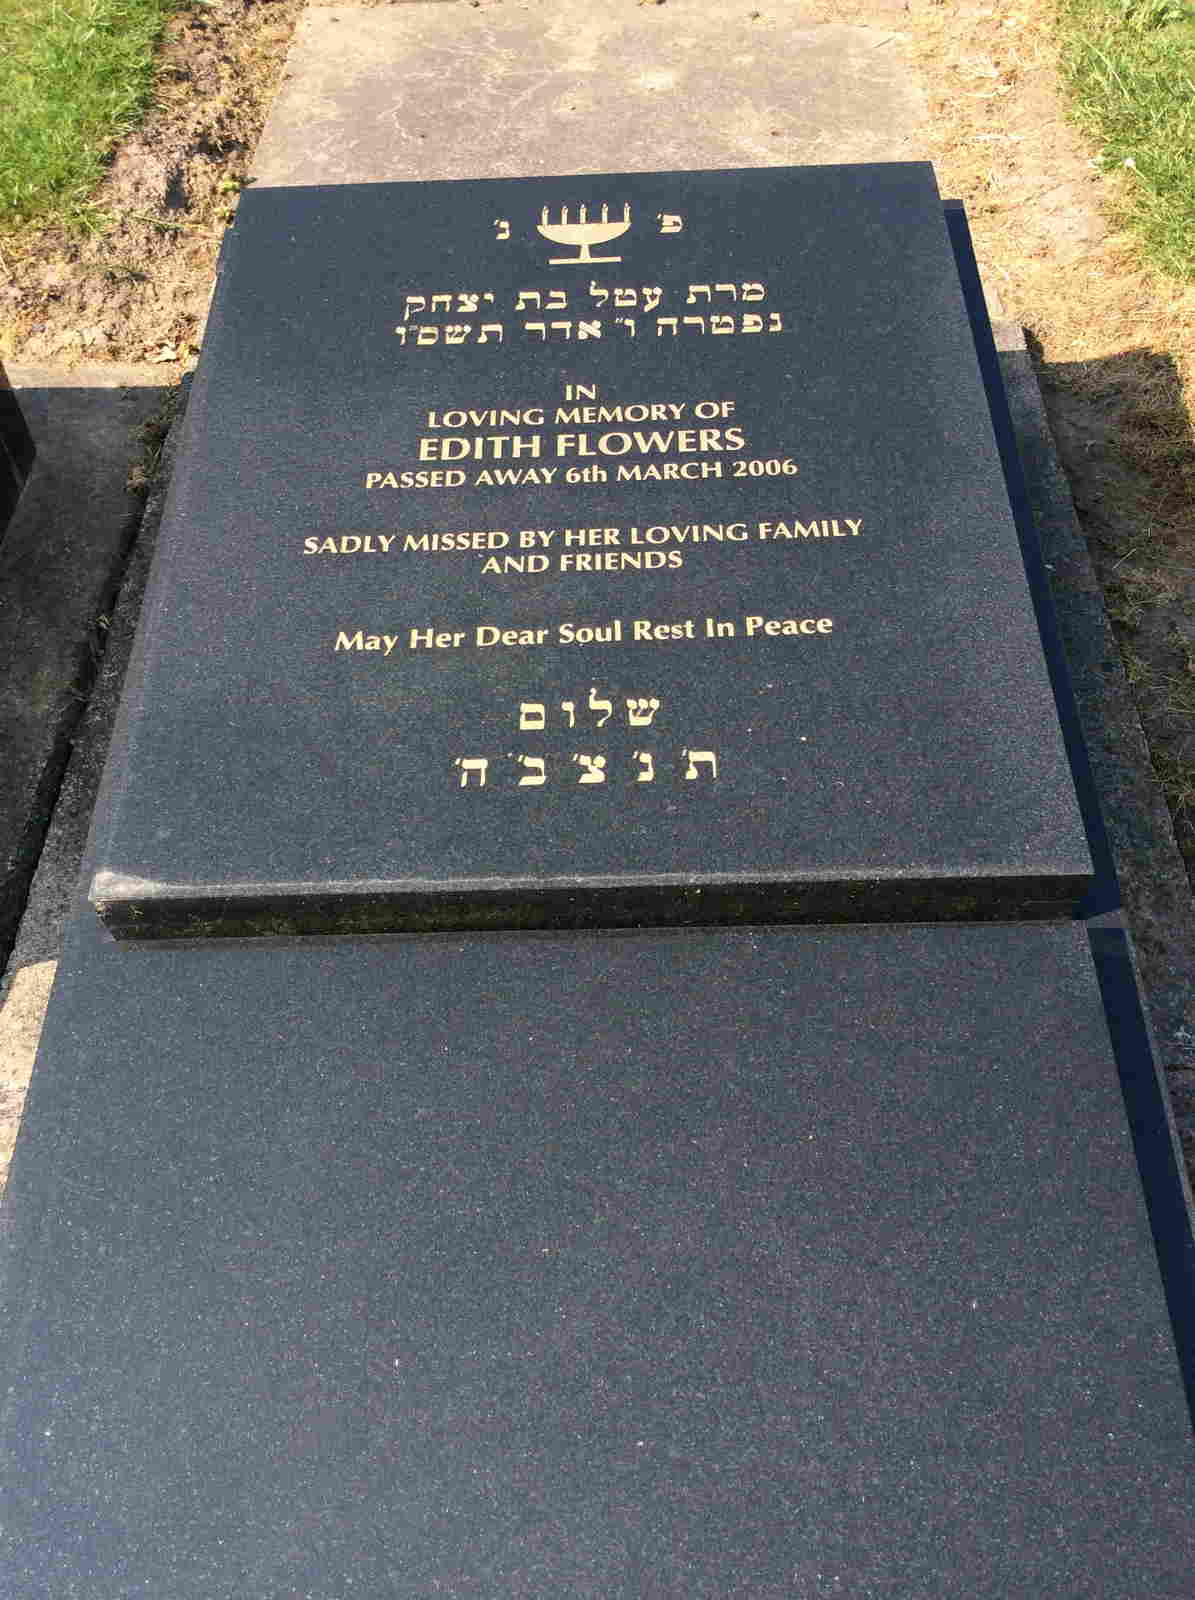 פ' נ'
מרת עטל בת יצחק
נפטרה ו" אדר תשס"ו
IN
LOVING MEMORY OF
EDITH FLOWERS
PASSED AWAY 6th MARCH 2006
SADLY MISSED BY HER LOVING FAMILY
AND FRIENDS
May Her Dear Soul Rest In Peace
שלום
ת' נ' צ' ב' ה'